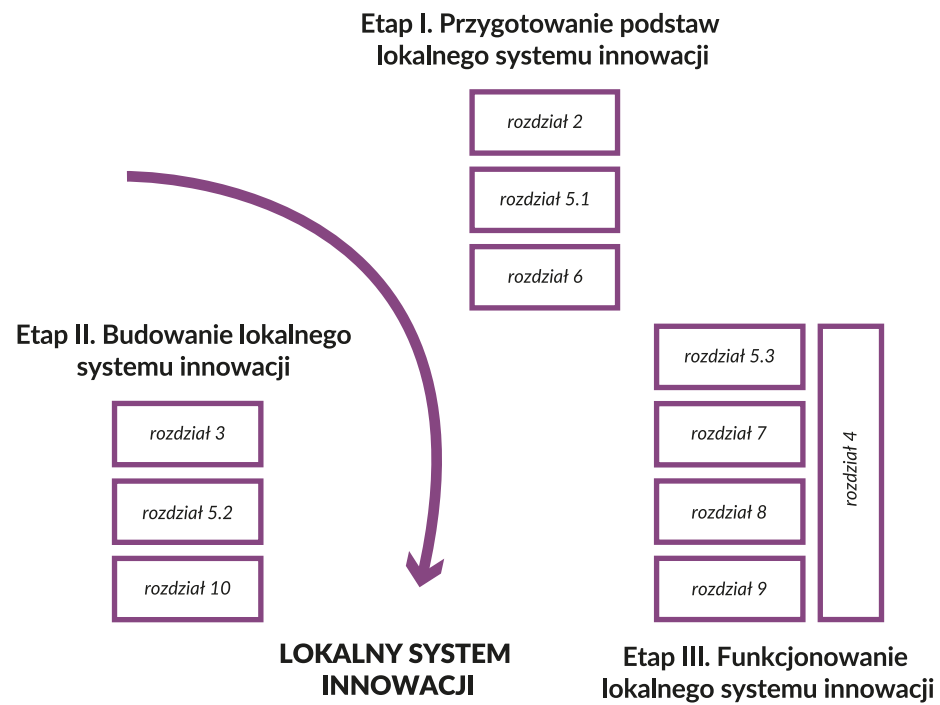 Etap I. Przygotowanie podstaw
lokalnego systemu innowacji
rozdział 2
rozdział 5.1
rozdział 6
Etap II. Budowanie lokalnego
systemu innowacji
rozdział 3
rozdział 5.2
rozdział 10
rozdział 5.3
rozdział 7
rozdział 8
rozdział 9
rozdział 4
Etap III. Funkcjonowanie
lokalnego systemu innowacji
LOKALNY SYSTEM
INNOWACJI